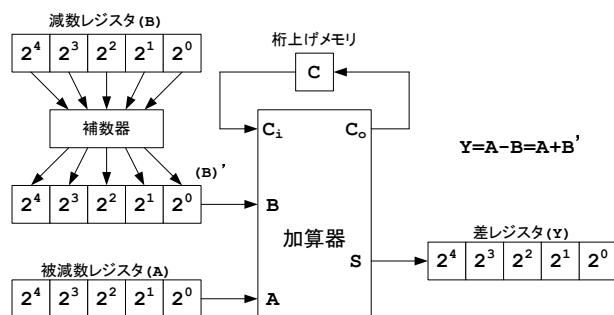 減数レジスタ(B)
2⁴ 2³ 2² 2¹ 2⁰
補数器
(B)'
2⁴ 2³ 2² 2¹ 2⁰
被減数レジスタ(A)
2⁴ 2³ 2² 2¹ 2⁰
桁上げメモリ
C
Cᵢ Cₒ
B
加算器
S
A
Y=A-B=A+B'
差レジスタ(Y)
2⁴ 2³ 2² 2¹ 2⁰